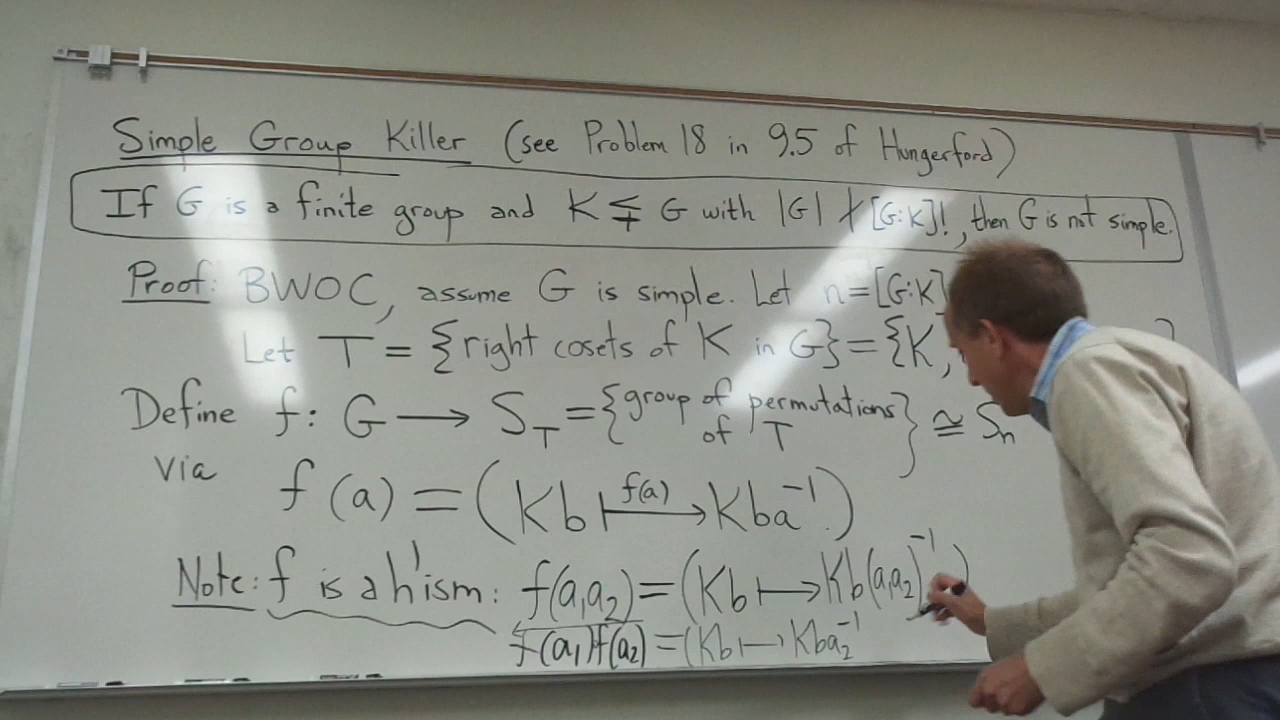 Simple Group Killer (see Problem 18 in 9.5 of Hungerford)
If G is a finite group and K ≨ G with |G| ∤ [G:K]!, then G is not simple.
Proof: BWOC, assume G is simple. Let n=[G:K]
Let T = {right cosets of K in G} = {K,
Define f: G → S_T = {group of permutations of T} ≅ S_n
via
f(a) = (Kb ↦^{f(a)} Kba⁻¹.)
Note: f is a h'ism: f(a₁a₂) = (Kb ↦ Kb(a₁a₂)⁻¹)
f(a₁)f(a₂) = (Kb ↦ Kba₂⁻¹